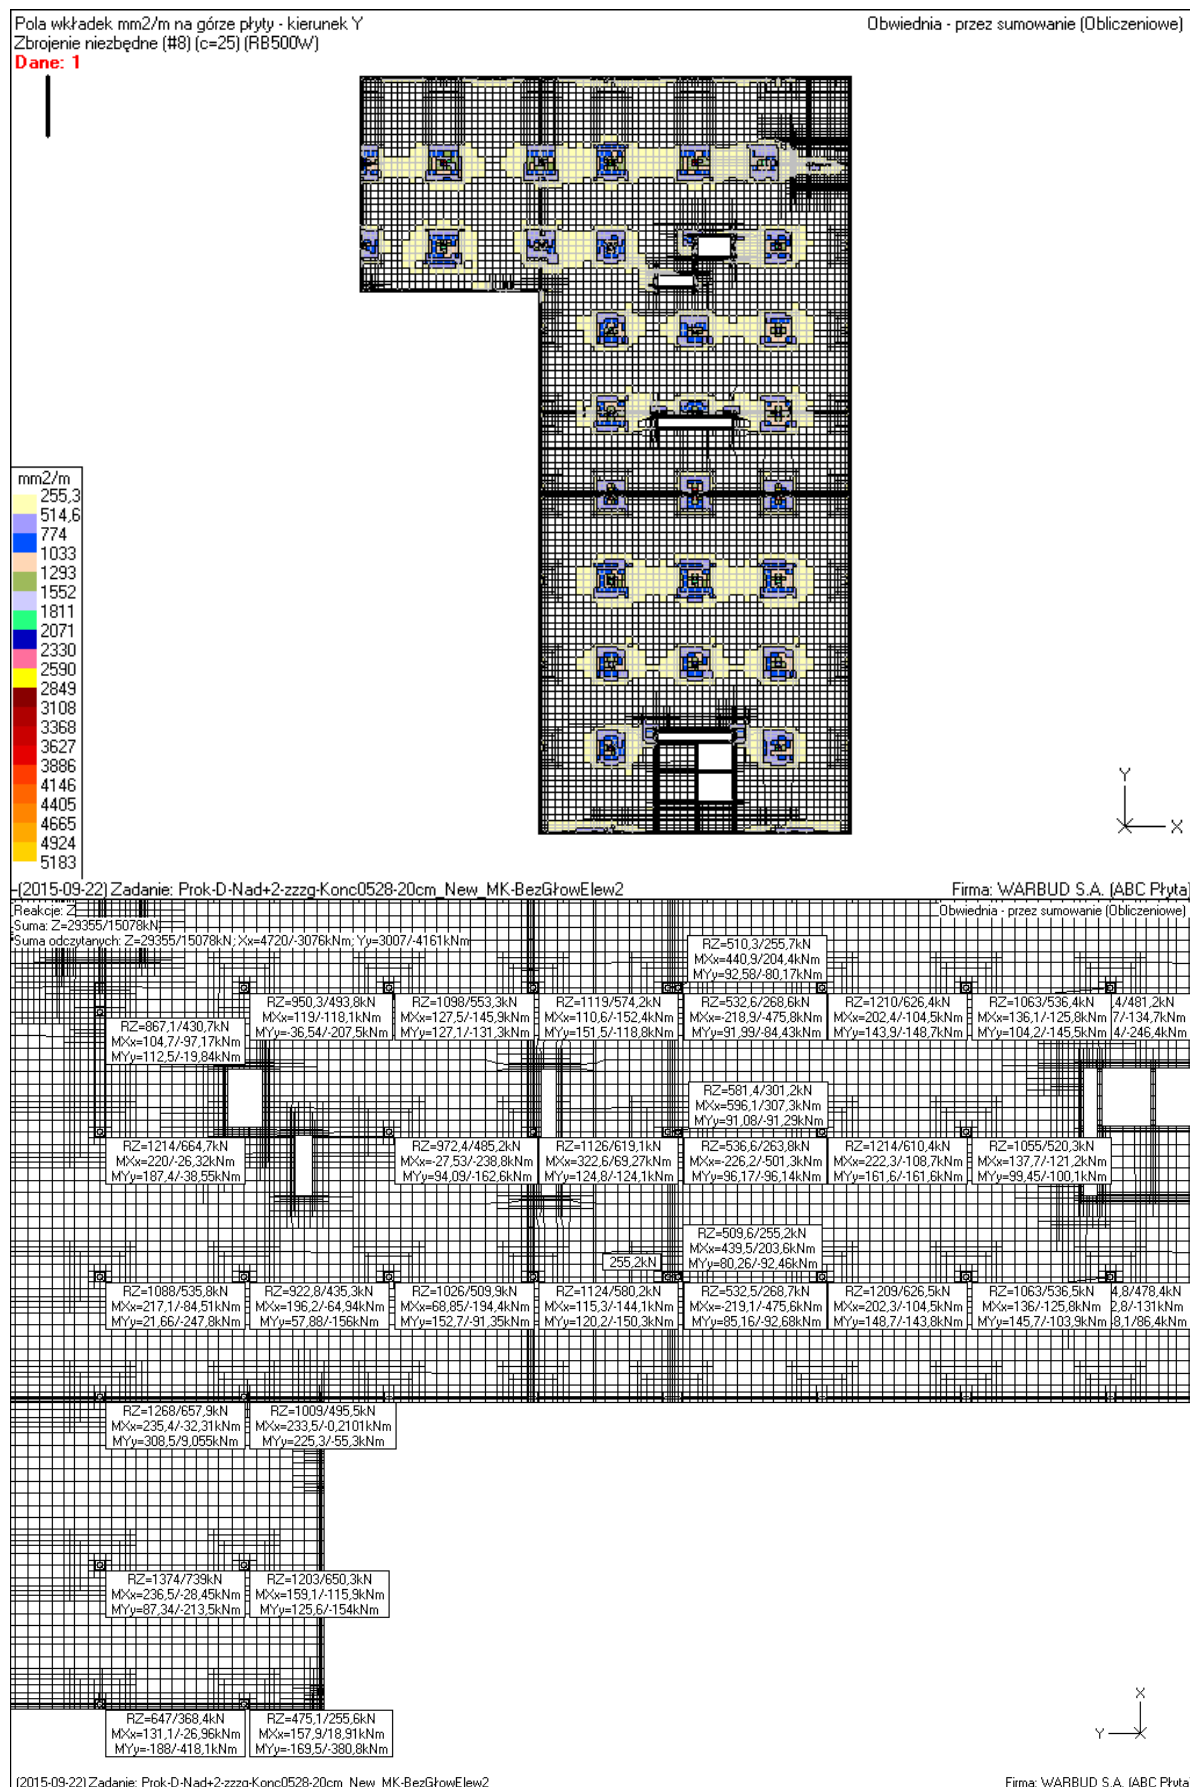 Pola wkładek mm2/m na górze płyty - kierunek Y
Obwiednia - przez sumowanie (Obliczeniowe)
Zbrojenie niezbędne (#8) (c=25) (RB500W)
Dane: 1
mm2/m
255,3
514,6
774
1033
1293
1552
1811
2071
2330
2590
2849
3108
3368
3627
3886
4146
4405
4665
4924
5183
Y
X
(2015-09-22) Zadanie: Prok-D-Nad+2-zzzg-Konc0528-20cm_New_MK-BezGłowElew2
Firma: WARBUD S.A. (ABC Płyta)
Reakcje: Z
Obwiednia - przez sumowanie (Obliczeniowe)
Suma: Z=29355/15078kN
Suma odczytanych: Z=29355/15078kN; Xx=4720/-3076kNm; Yy=3007/-4161kNm
RZ=510,3/255,7kN
MXx=440,9/204,4kNm
MYy=92,58/-80,17kNm
RZ=867,1/430,7kN
MXx=104,7/-97,17kNm
MYy=112,5/-19,84kNm
RZ=950,3/493,8kN
MXx=119/-118,1kNm
MYy=-36,54/-207,5kNm
RZ=1098/553,3kN
MXx=127,5/-145,9kNm
MYy=127,1/-131,3kNm
RZ=1119/574,2kN
MXx=110,6/-152,4kNm
MYy=151,5/-118,8kNm
RZ=532,6/268,6kN
MXx=-218,9/-475,8kNm
MYy=91,99/-84,43kNm
RZ=1210/626,4kN
MXx=202,4/-104,5kNm
MYy=143,9/-148,7kNm
RZ=1063/536,4kN
MXx=136,1/-125,8kNm
MYy=104,2/-145,5kNm
,4/481,2kN
7/-134,7kNm
4/-246,4kNm
RZ=581,4/301,2kN
MXx=596,1/307,3kNm
MYy=91,08/-91,29kNm
RZ=1214/664,7kN
MXx=220/-26,32kNm
MYy=187,4/-38,55kNm
RZ=972,4/485,2kN
MXx=-27,53/-238,8kNm
MYy=94,09/-162,6kNm
RZ=1126/619,1kN
MXx=322,6/69,27kNm
MYy=124,8/-124,1kNm
RZ=536,6/263,8kN
MXx=-226,2/-501,3kNm
MYy=96,17/-96,14kNm
RZ=1214/610,4kN
MXx=222,3/-108,7kNm
MYy=161,6/-161,6kNm
RZ=1055/520,3kN
MXx=137,7/-121,2kNm
MYy=99,45/-100,1kNm
RZ=509,6/255,2kN
MXx=439,5/203,6kNm
MYy=80,26/-92,46kNm
255,2kN
RZ=1088/535,8kN
MXx=217,1/-84,51kNm
MYy=21,66/-247,8kNm
RZ=922,8/435,3kN
MXx=196,2/-64,94kNm
MYy=57,88/-156kNm
RZ=1026/509,9kN
MXx=68,85/-194,4kNm
MYy=152,7/-91,35kNm
RZ=1124/580,2kN
MXx=115,3/-144,1kNm
MYy=120,2/-150,3kNm
RZ=532,5/268,7kN
MXx=-219,1/-475,6kNm
MYy=85,16/-92,68kNm
RZ=1209/626,5kN
MXx=202,3/-104,5kNm
MYy=148,7/-143,8kNm
RZ=1063/536,5kN
MXx=136/-125,8kNm
MYy=145,7/-103,9kNm
4,8/478,4kN
2,8/-131kNm
8,1/86,4kNm
RZ=1268/657,9kN
MXx=235,4/-32,31kNm
MYy=308,5/9,055kNm
RZ=1009/495,5kN
MXx=233,5/-0,2101kNm
MYy=225,3/-55,3kNm
RZ=1374/739kN
MXx=236,5/-28,45kNm
MYy=87,34/-213,5kNm
RZ=1203/650,3kN
MXx=159,1/-115,9kNm
MYy=125,6/-154kNm
RZ=647/368,4kN
MXx=131,1/-26,96kNm
MYy=-188/-418,1kNm
RZ=475,1/255,6kN
MXx=157,9/18,91kNm
MYy=-169,5/-380,8kNm
X
Y
(2015-09-22) Zadanie: Prok-D-Nad+2-zzzg-Konc0528-20cm_New_MK-BezGłowElew2
Firma: WARBUD S.A. (ABC Płyta)